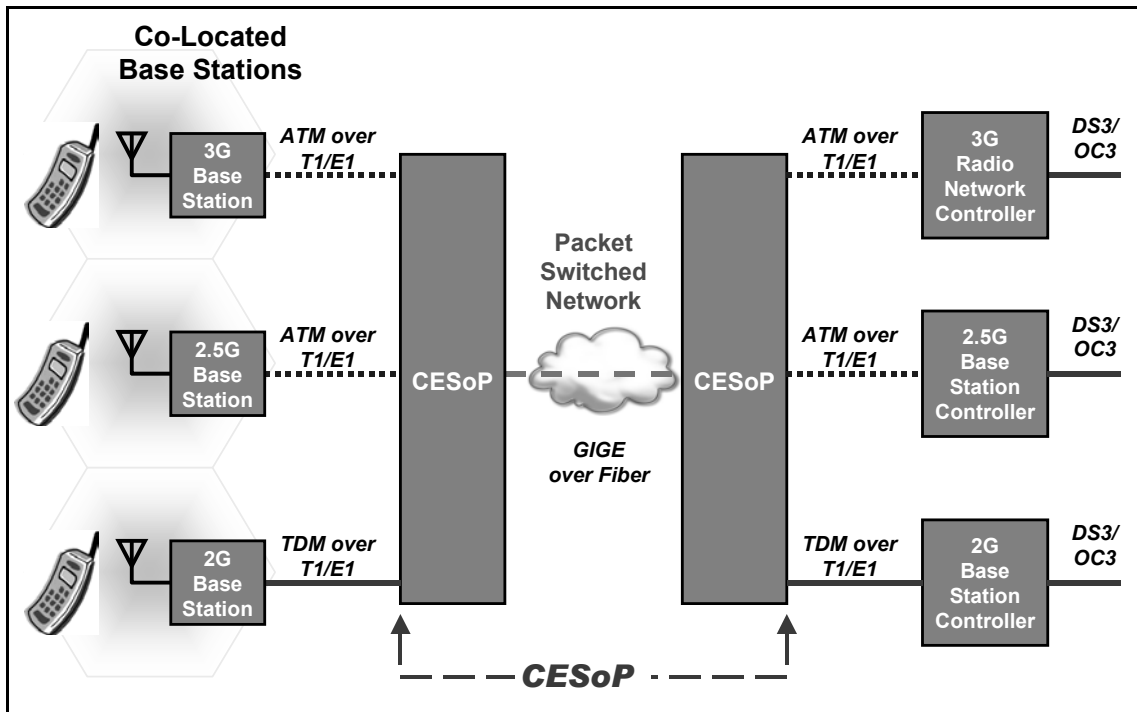 Co-Located
Base Stations
3G
Base
Station
ATM over
T1/E1
ATM over
T1/E1
3G
Radio
Network
Controller
DS3/
OC3
Packet
Switched
Network
2.5G
Base
Station
ATM over
T1/E1
CESoP
GIGE
over Fiber
CESoP
ATM over
T1/E1
2.5G
Base
Station
Controller
DS3/
OC3
2G
Base
Station
TDM over
T1/E1
TDM over
T1/E1
2G
Base
Station
Controller
DS3/
OC3
CESoP